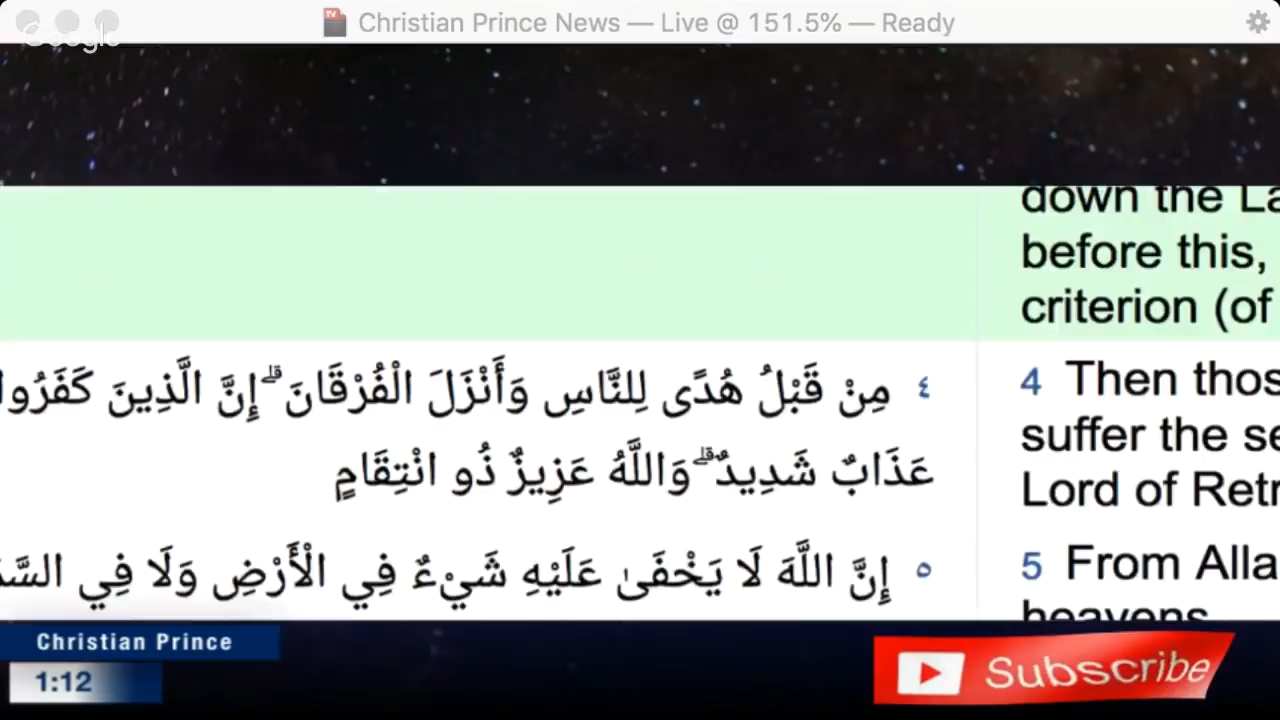 Christian Prince News — Live @ 151.5% — Ready
Google
down the La
before this,
criterion (of
٤ مِنْ قَبْلُ هُدًى لِلنَّاسِ وَأَنْزَلَ الْفُرْقَانَ ۗ إِنَّ الَّذِينَ كَفَرُوا
عَذَابٌ شَدِيدٌ ۗ وَاللَّهُ عَزِيزٌ ذُو انْتِقَامٍ
4 Then thos
suffer the se
Lord of Retr
٥ إِنَّ اللَّهَ لَا يَخْفَىٰ عَلَيْهِ شَيْءٌ فِي الْأَرْضِ وَلَا فِي
5 From Alla
heavens
Christian Prince
1:12
Subscribe